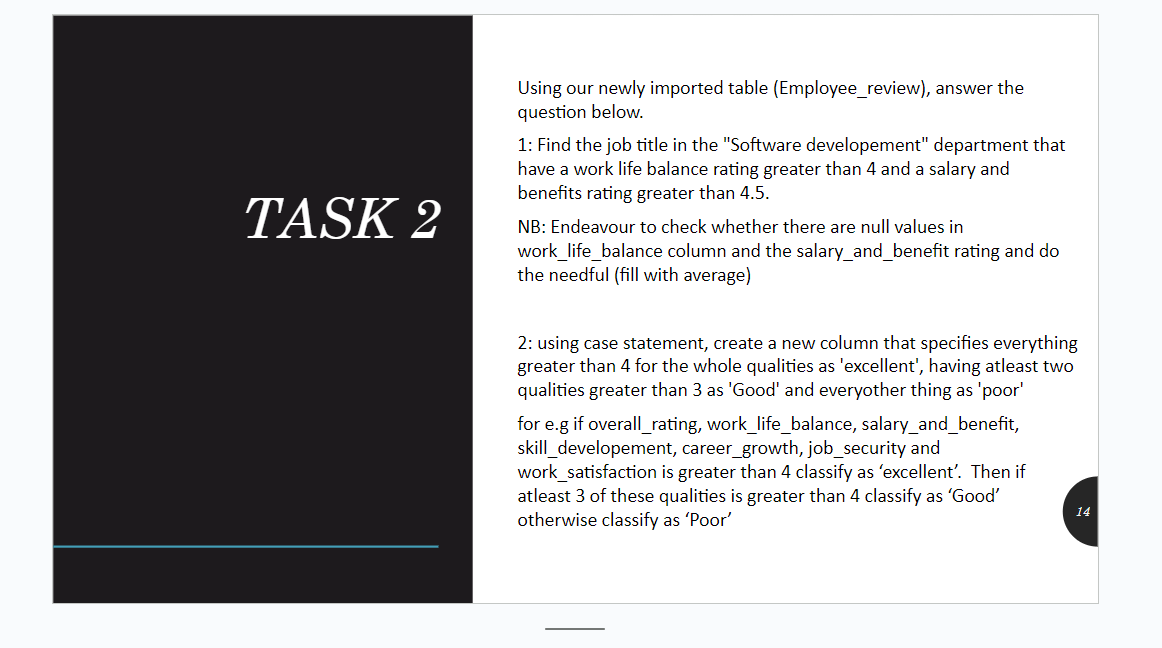 TASK 2
Using our newly imported table (Employee_review), answer the
question below.
1: Find the job title in the "Software developement" department that
have a work life balance rating greater than 4 and a salary and
benefits rating greater than 4.5.
NB: Endeavour to check whether there are null values in
work_life_balance column and the salary_and_benefit rating and do
the needful (fill with average)
2: using case statement, create a new column that specifies everything
greater than 4 for the whole qualities as 'excellent', having atleast two
qualities greater than 3 as 'Good' and everyother thing as 'poor'
for e.g if overall_rating, work_life_balance, salary_and_benefit,
skill_developement, career_growth, job_security and
work_satisfaction is greater than 4 classify as ‘excellent’.  Then if
atleast 3 of these qualities is greater than 4 classify as ‘Good’
otherwise classify as ‘Poor’
14